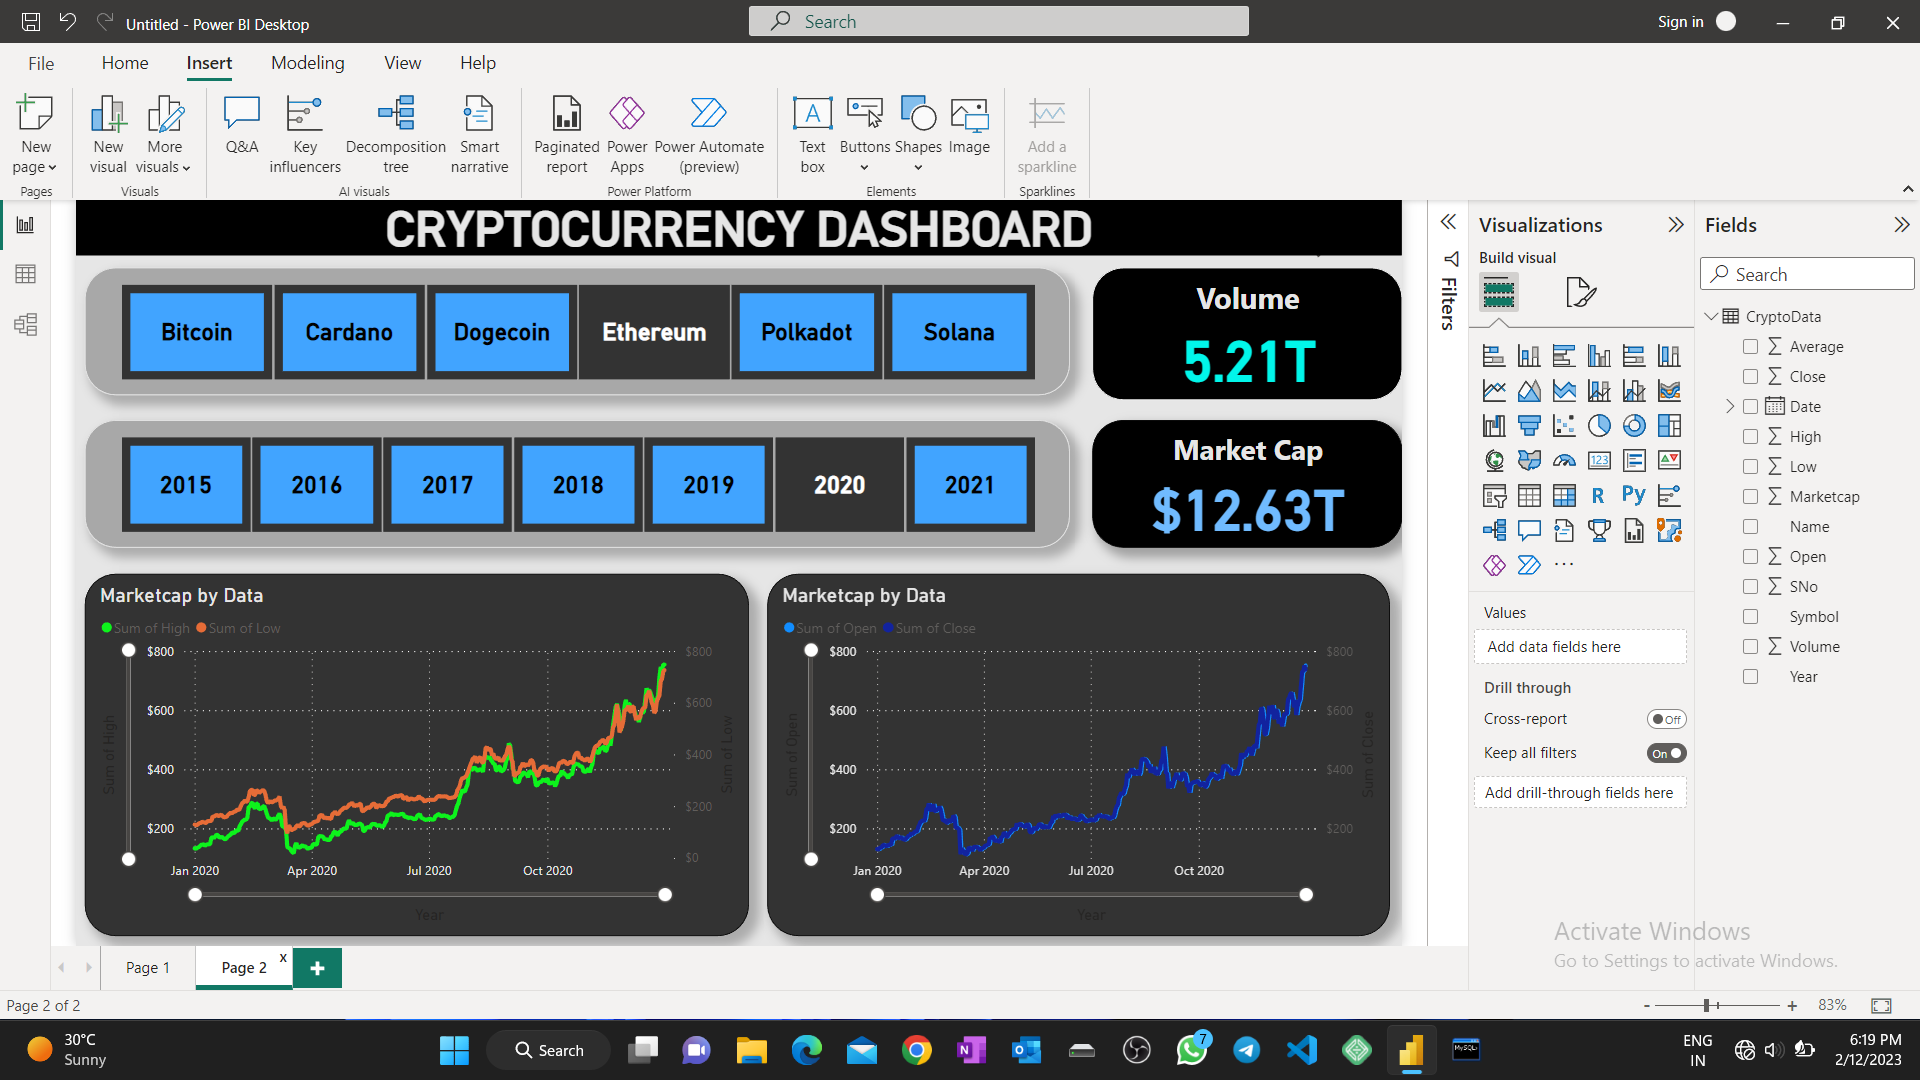 Untitled - Power BI Desktop
Search
Sign in
File Home Insert Modeling View Help
New page
New visual
More visuals
Q&A
Key influencers
Decomposition tree
Smart narrative
Paginated report
Power Apps
Power Automate (preview)
A
Text box
Buttons
Shapes
Image
Add a sparkline
Pages
Visuals
AI visuals
Power Platform
Elements
Sparklines
CRYPTOCURRENCY DASHBOARD
Bitcoin Cardano Dogecoin Ethereum Polkadot Solana
Volume
5.21T
2015 2016 2017 2018 2019 2020 2021
Market Cap
$12.63T
Marketcap by Data
Sum of High Sum of Low
Sum of High
$800
$600
$400
$200
$800
$600
$400
$200
$0
Sum of Low
Jan 2020 Apr 2020 Jul 2020 Oct 2020
Year
Marketcap by Data
Sum of Open Sum of Close
Sum of Open
$800
$600
$400
$200
$800
$600
$400
$200
Sum of Close
Jan 2020 Apr 2020 Jul 2020 Oct 2020
Year
Filters
Visualizations
Build visual
123
R
Py
...
Values
Add data fields here
Drill through
Cross-report
Off
Keep all filters
On
Add drill-through fields here
Fields
Search
CryptoData
Average
Close
Date
High
Low
Marketcap
Name
Open
SNo
Symbol
Volume
Year
Activate Windows
Go to Settings to activate Windows.
Page 1
Page 2
x
+
Page 2 of 2
- + 83%
30°C
Sunny
Search
7
MySQL
ENG
IN
6:19 PM
2/12/2023